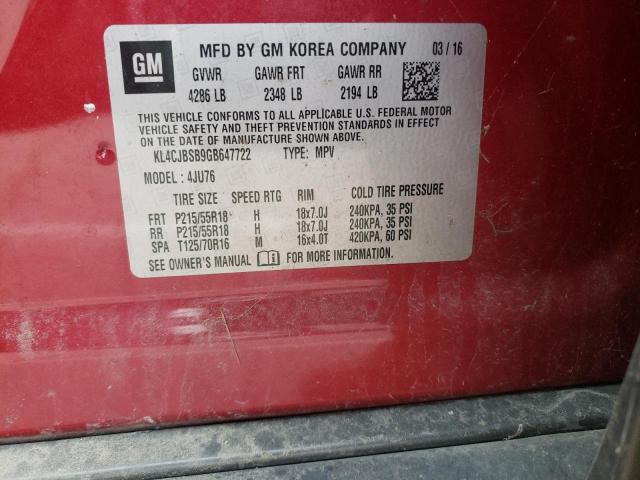 GM
MFD BY GM KOREA COMPANY 03/16
GVWR GAWR FRT GAWR RR
4286 LB 2348 LB 2194 LB
THIS VEHICLE CONFORMS TO ALL APPLICABLE U.S. FEDERAL MOTOR
VEHICLE SAFETY AND THEFT PREVENTION STANDARDS IN EFFECT
ON THE DATE OF MANUFACTURE SHOWN ABOVE.
KL4CJBSB9GB647722 TYPE: MPV
MODEL: 4JU76
TIRE SIZE SPEED RTG RIM COLD TIRE PRESSURE
FRT P215/55R18 H 18x7.0J 240KPA, 35 PSI
RR P215/55R18 H 18x7.0J 240KPA, 35 PSI
SPA T125/70R16 M 16x4.0T 420KPA, 60 PSI
SEE OWNER'S MANUAL FOR MORE INFORMATION.